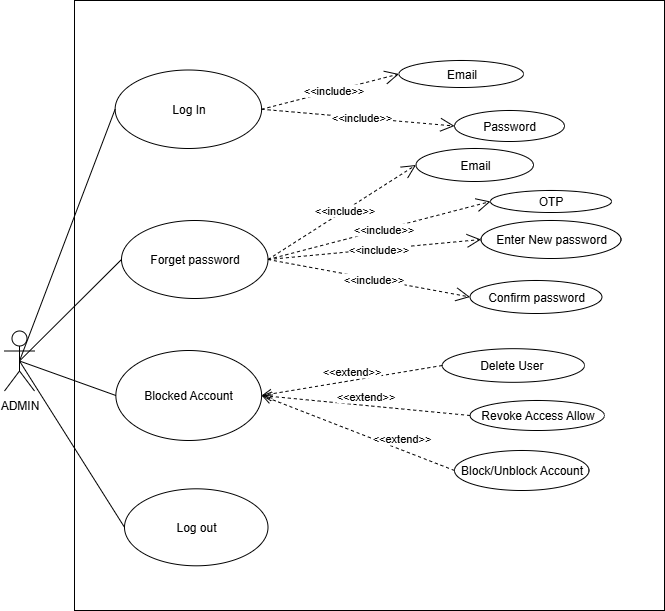 Email
<<include>>
Log In
<<include>>
Password
Email
<<include>>
OTP
<<include>>
Enter New password
<<include>>
Forget password
<<include>>
Confirm password
Delete User
<<extend>>
Blocked Account
<<extend>>
Revoke Access Allow
ADMIN
<<extend>>
Block/Unblock Account
Log out